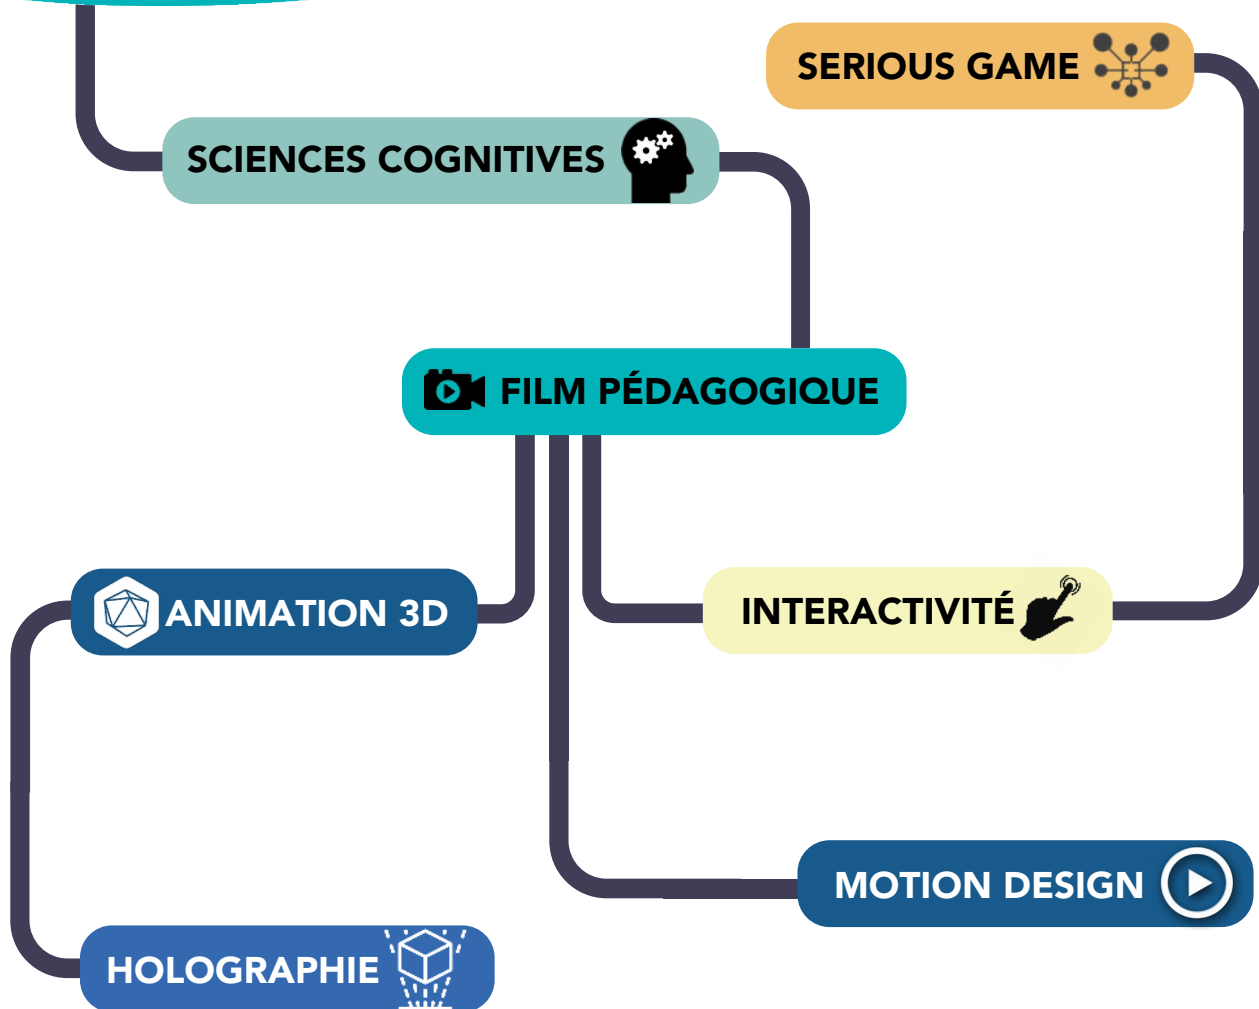 SERIOUS GAME
SCIENCES COGNITIVES
FILM PÉDAGOGIQUE
ANIMATION 3D
INTERACTIVITÉ
MOTION DESIGN
HOLOGRAPHIE